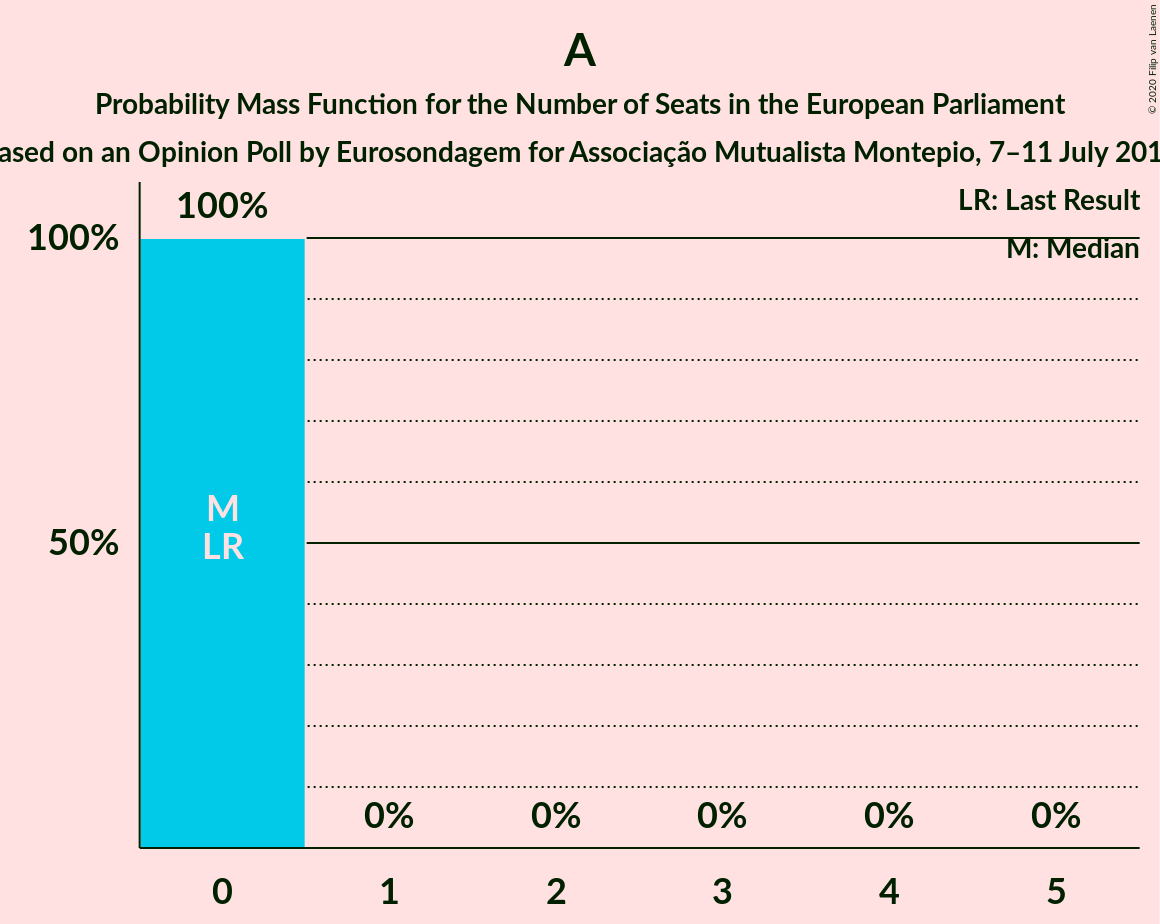 A
Probability Mass Function for the Number of Seats in the European Parliament
ased on an Opinion Poll by Eurosondagem for Associação Mutualista Montepio, 7–11 July 201
© 2020 Filip van Laenen
LR: Last Result
M: Median
100%
100%
50%
M
LR
0% 0% 0% 0% 0%
0 1 2 3 4 5